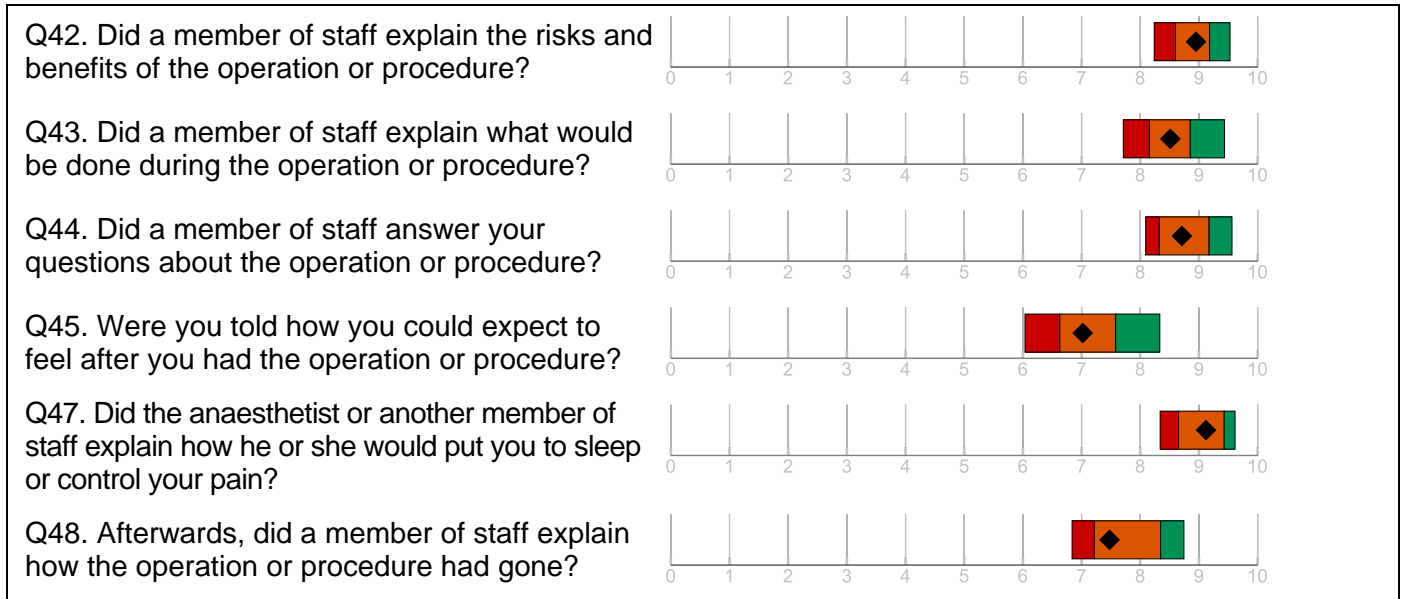 Q42. Did a member of staff explain the risks and
benefits of the operation or procedure?
0 1 2 3 4 5 6 7 8 9 10
Q43. Did a member of staff explain what would
be done during the operation or procedure?
0 1 2 3 4 5 6 7 8 9 10
Q44. Did a member of staff answer your
questions about the operation or procedure?
0 1 2 3 4 5 6 7 8 9 10
Q45. Were you told how you could expect to
feel after you had the operation or procedure?
0 1 2 3 4 5 6 7 8 9 10
Q47. Did the anaesthetist or another member of
staff explain how he or she would put you to sleep
or control your pain?
0 1 2 3 4 5 6 7 8 9 10
Q48. Afterwards, did a member of staff explain
how the operation or procedure had gone?
0 1 2 3 4 5 6 7 8 9 10